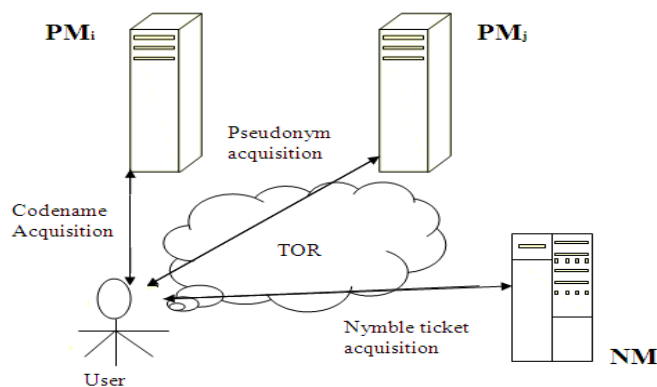 PMi
PMj
Pseudonym
acquisition
Codename
Acquisition
TOR
Nymble ticket
acquisition
NM
User